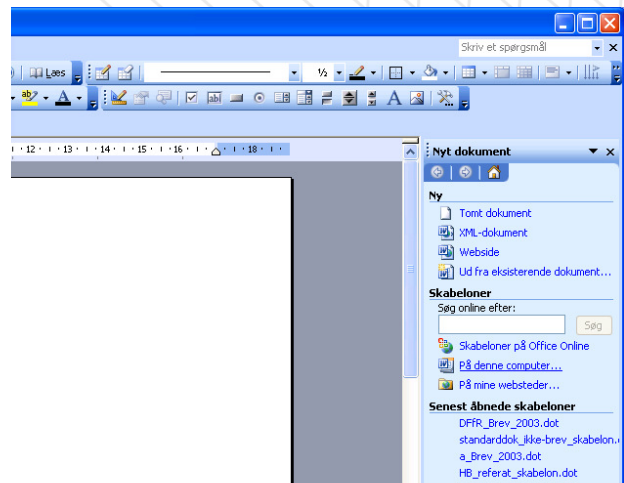 Skriv et spørgsmål
Læs
½
ab A
A
12 13 14 15 16 18
Nyt dokument
Ny
Tomt dokument
XML-dokument
Webside
Ud fra eksisterende dokument...
Skabeloner
Søg online efter:
Søg
Skabeloner på Office Online
På denne computer...
På mine websteder...
Senest åbnede skabeloner
DFfR_Brev_2003.dot
standarddok_ikke-brev_skabelon.
a_Brev_2003.dot
HB_referat_skabelon.dot